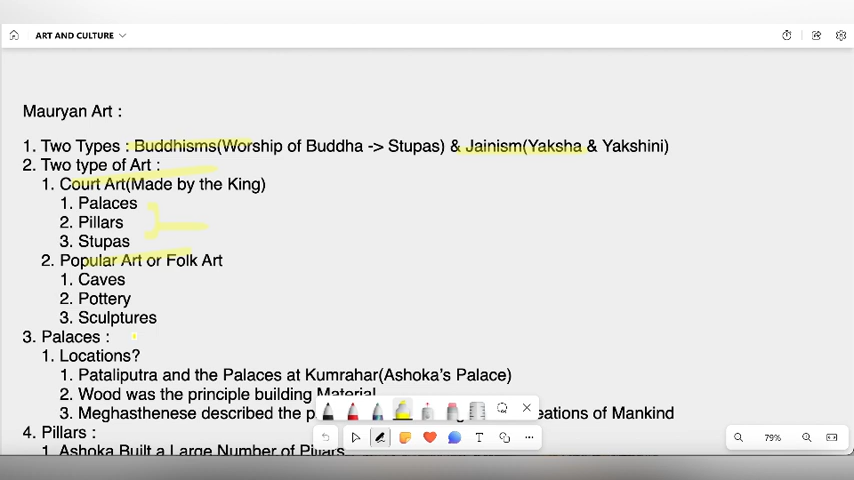 ART AND CULTURE
Mauryan Art :
1. Two Types : Buddhisms(Worship of Buddha -> Stupas) & Jainism(Yaksha & Yakshini)
2. Two type of Art :
1. Court Art(Made by the King)
1. Palaces
2. Pillars
3. Stupas
2. Popular Art or Folk Art
1. Caves
2. Pottery
3. Sculptures
3. Palaces :
1. Locations?
1. Pataliputra and the Palaces at Kumrahar(Ashoka's Palace)
2. Wood was the principle building Material
3. Meghasthenese described the p eations of Mankind
4. Pillars :
1. Ashoka Built a Large Number of Pillars
T
79%